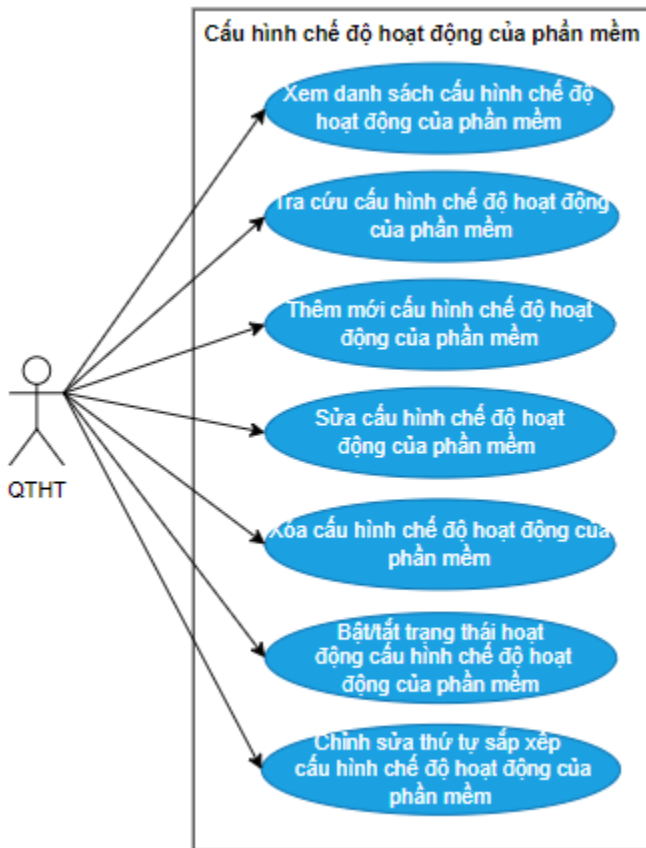 Cấu hình chế độ hoạt động của phần mềm
Xem danh sách cấu hình chế độ
hoạt động của phần mềm
Tra cứu cấu hình chế độ hoạt động
của phần mềm
Thêm mới cấu hình chế độ hoạt
động của phần mềm
Sửa cấu hình chế độ hoạt
động của phần mềm
QTHT
Xóa cấu hình chế độ hoạt động của
phần mềm
Bật/tắt trạng thái hoạt
động cấu hình chế độ hoạt
động của phần mềm
Chỉnh sửa thứ tự sắp xếp
cấu hình chế độ hoạt động của
phần mềm